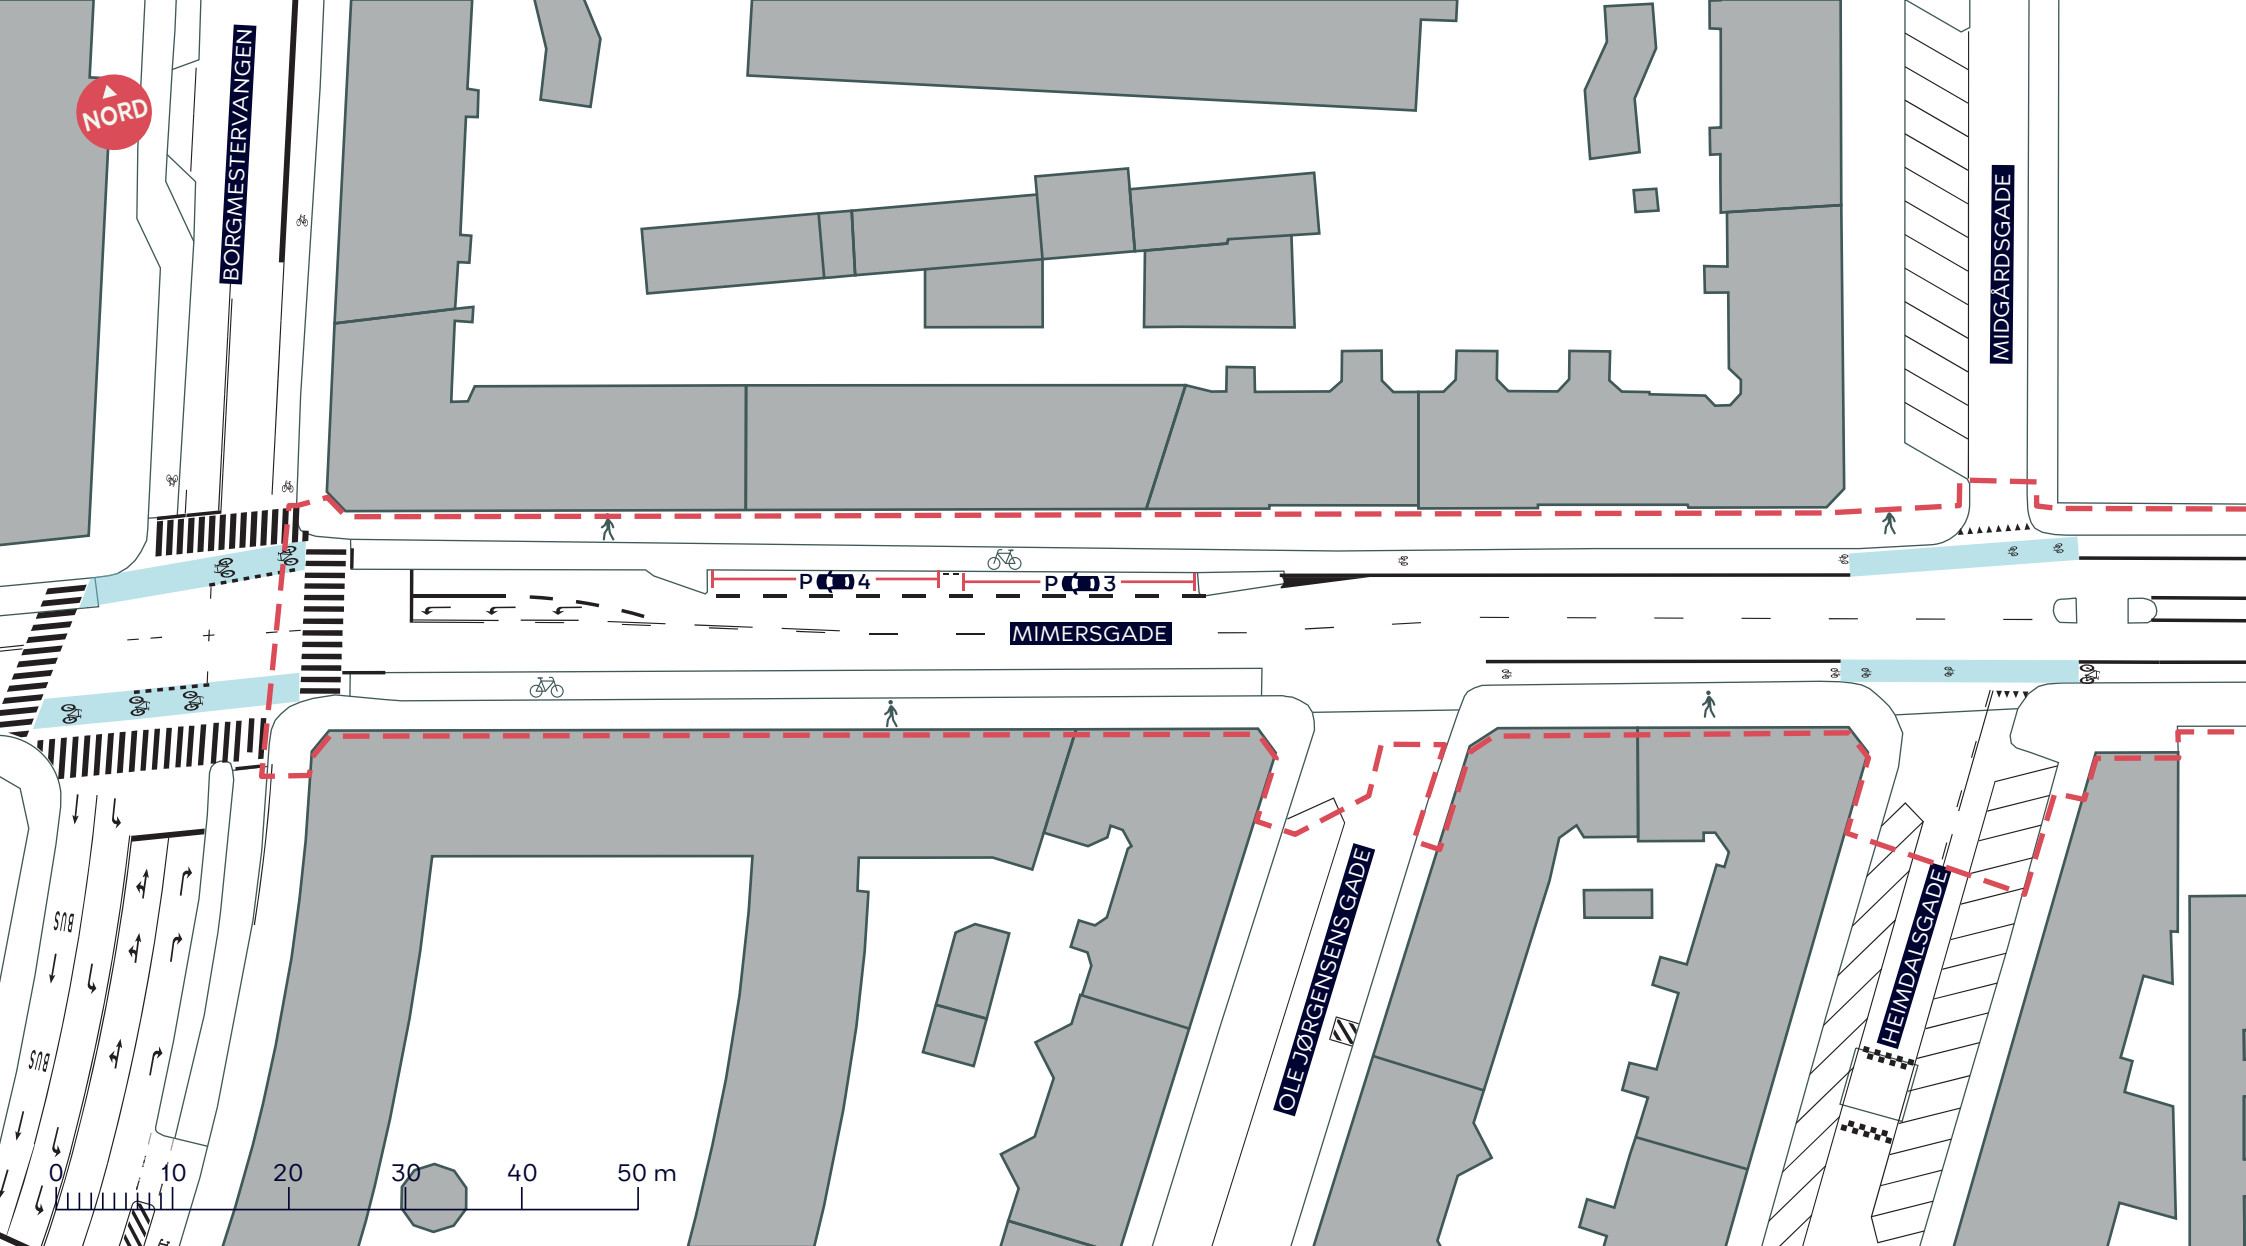 BORGMESTERVANGEN
NORD
MIDGÅRDSGADE
P 4
P 3
MIMERSGADE
OLE JØRGENSENS GADE
HEIMDALSGADE
BUS
BUS
0 10 20 30 40 50 m